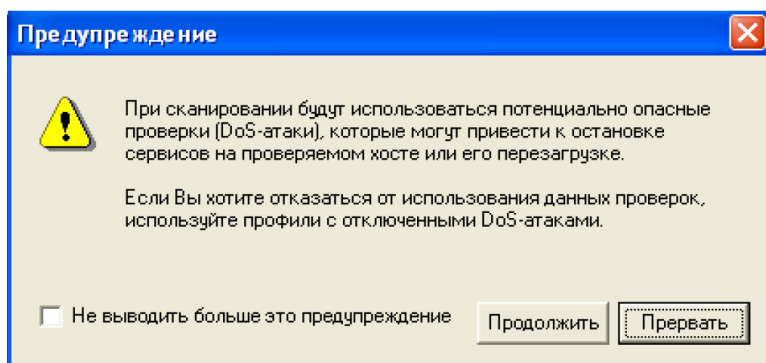 Предупреждение
При сканировании будут использоваться потенциально опасные
проверки (DoS-атаки), которые могут привести к остановке
сервисов на проверяемом хосте или его перезагрузке.
Если Вы хотите отказаться от использования данных проверок,
используйте профили с отключенными DoS-атаками.
Не выводить больше это предупреждение
Продолжить
Прервать